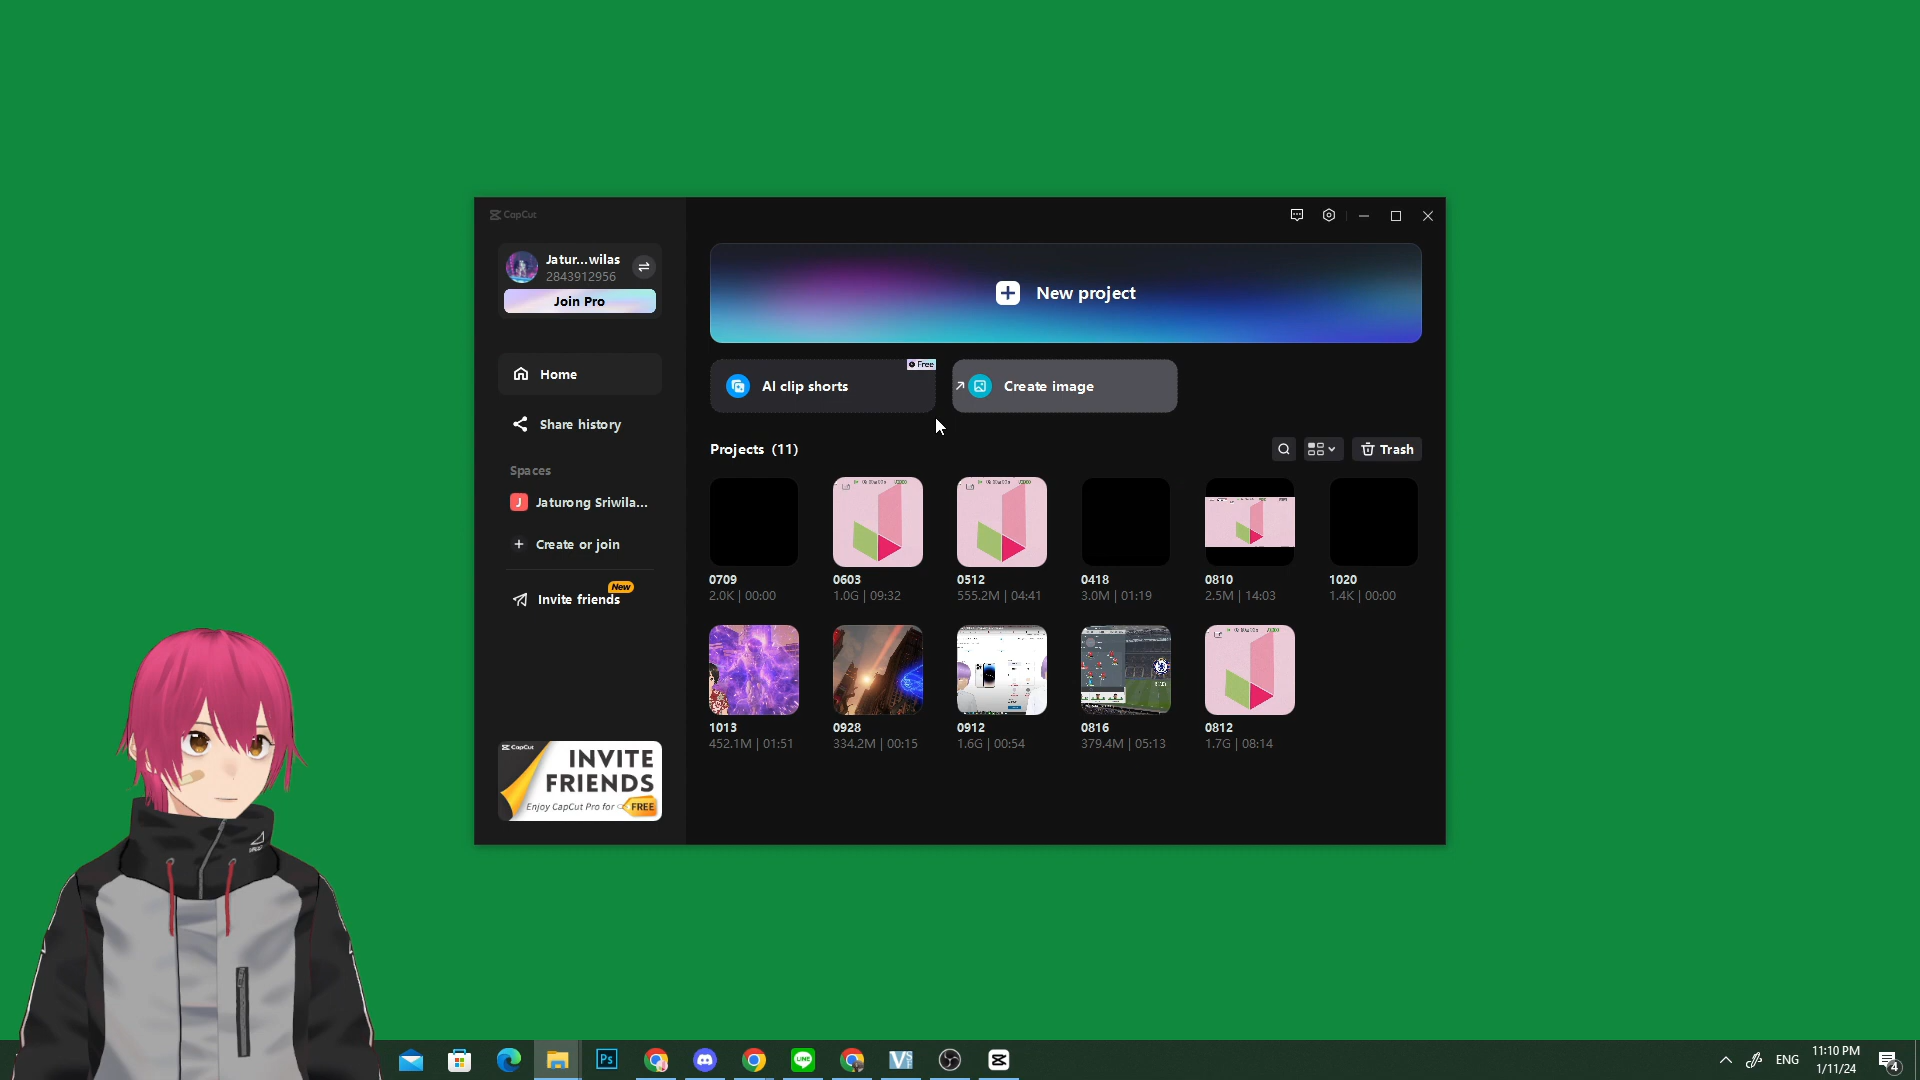 CapCut
Jatur...wilas
2843912956
Join Pro
New project
Free
AI clip shorts
Create image
Home
Share history
Projects (11)
Trash
Spaces
J
Jaturong Sriwila...
Create or join
New
Invite friends
0709
2.0K | 00:00
0603
1.0G | 09:32
0512
555.2M | 04:41
0418
3.0M | 01:19
0810
2.5M | 14:03
1020
1.4K | 00:00
1013
452.1M | 01:51
0928
334.2M | 00:15
0912
1.6G | 00:54
0816
379.4M | 05:13
0812
1.7G | 08:14
CapCut
INVITE
FRIENDS
Enjoy CapCut Pro for FREE
Ps
LINE
ENG
11:10 PM
1/11/24
4